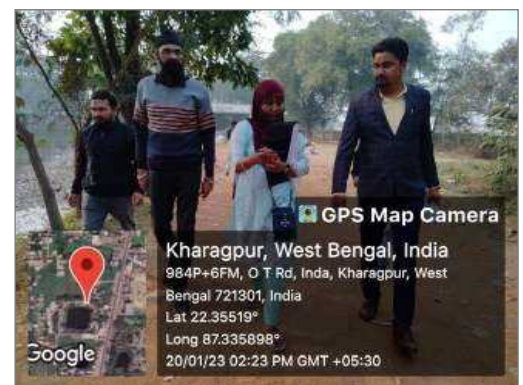 GPS Map Camera
Kharagpur, West Bengal, India
984P+6FM, O T Rd, Inda, Kharagpur, West
Bengal 721301, India
Lat 22.35519°
Long 87.335898°
20/01/23 02:23 PM GMT +05:30
Google